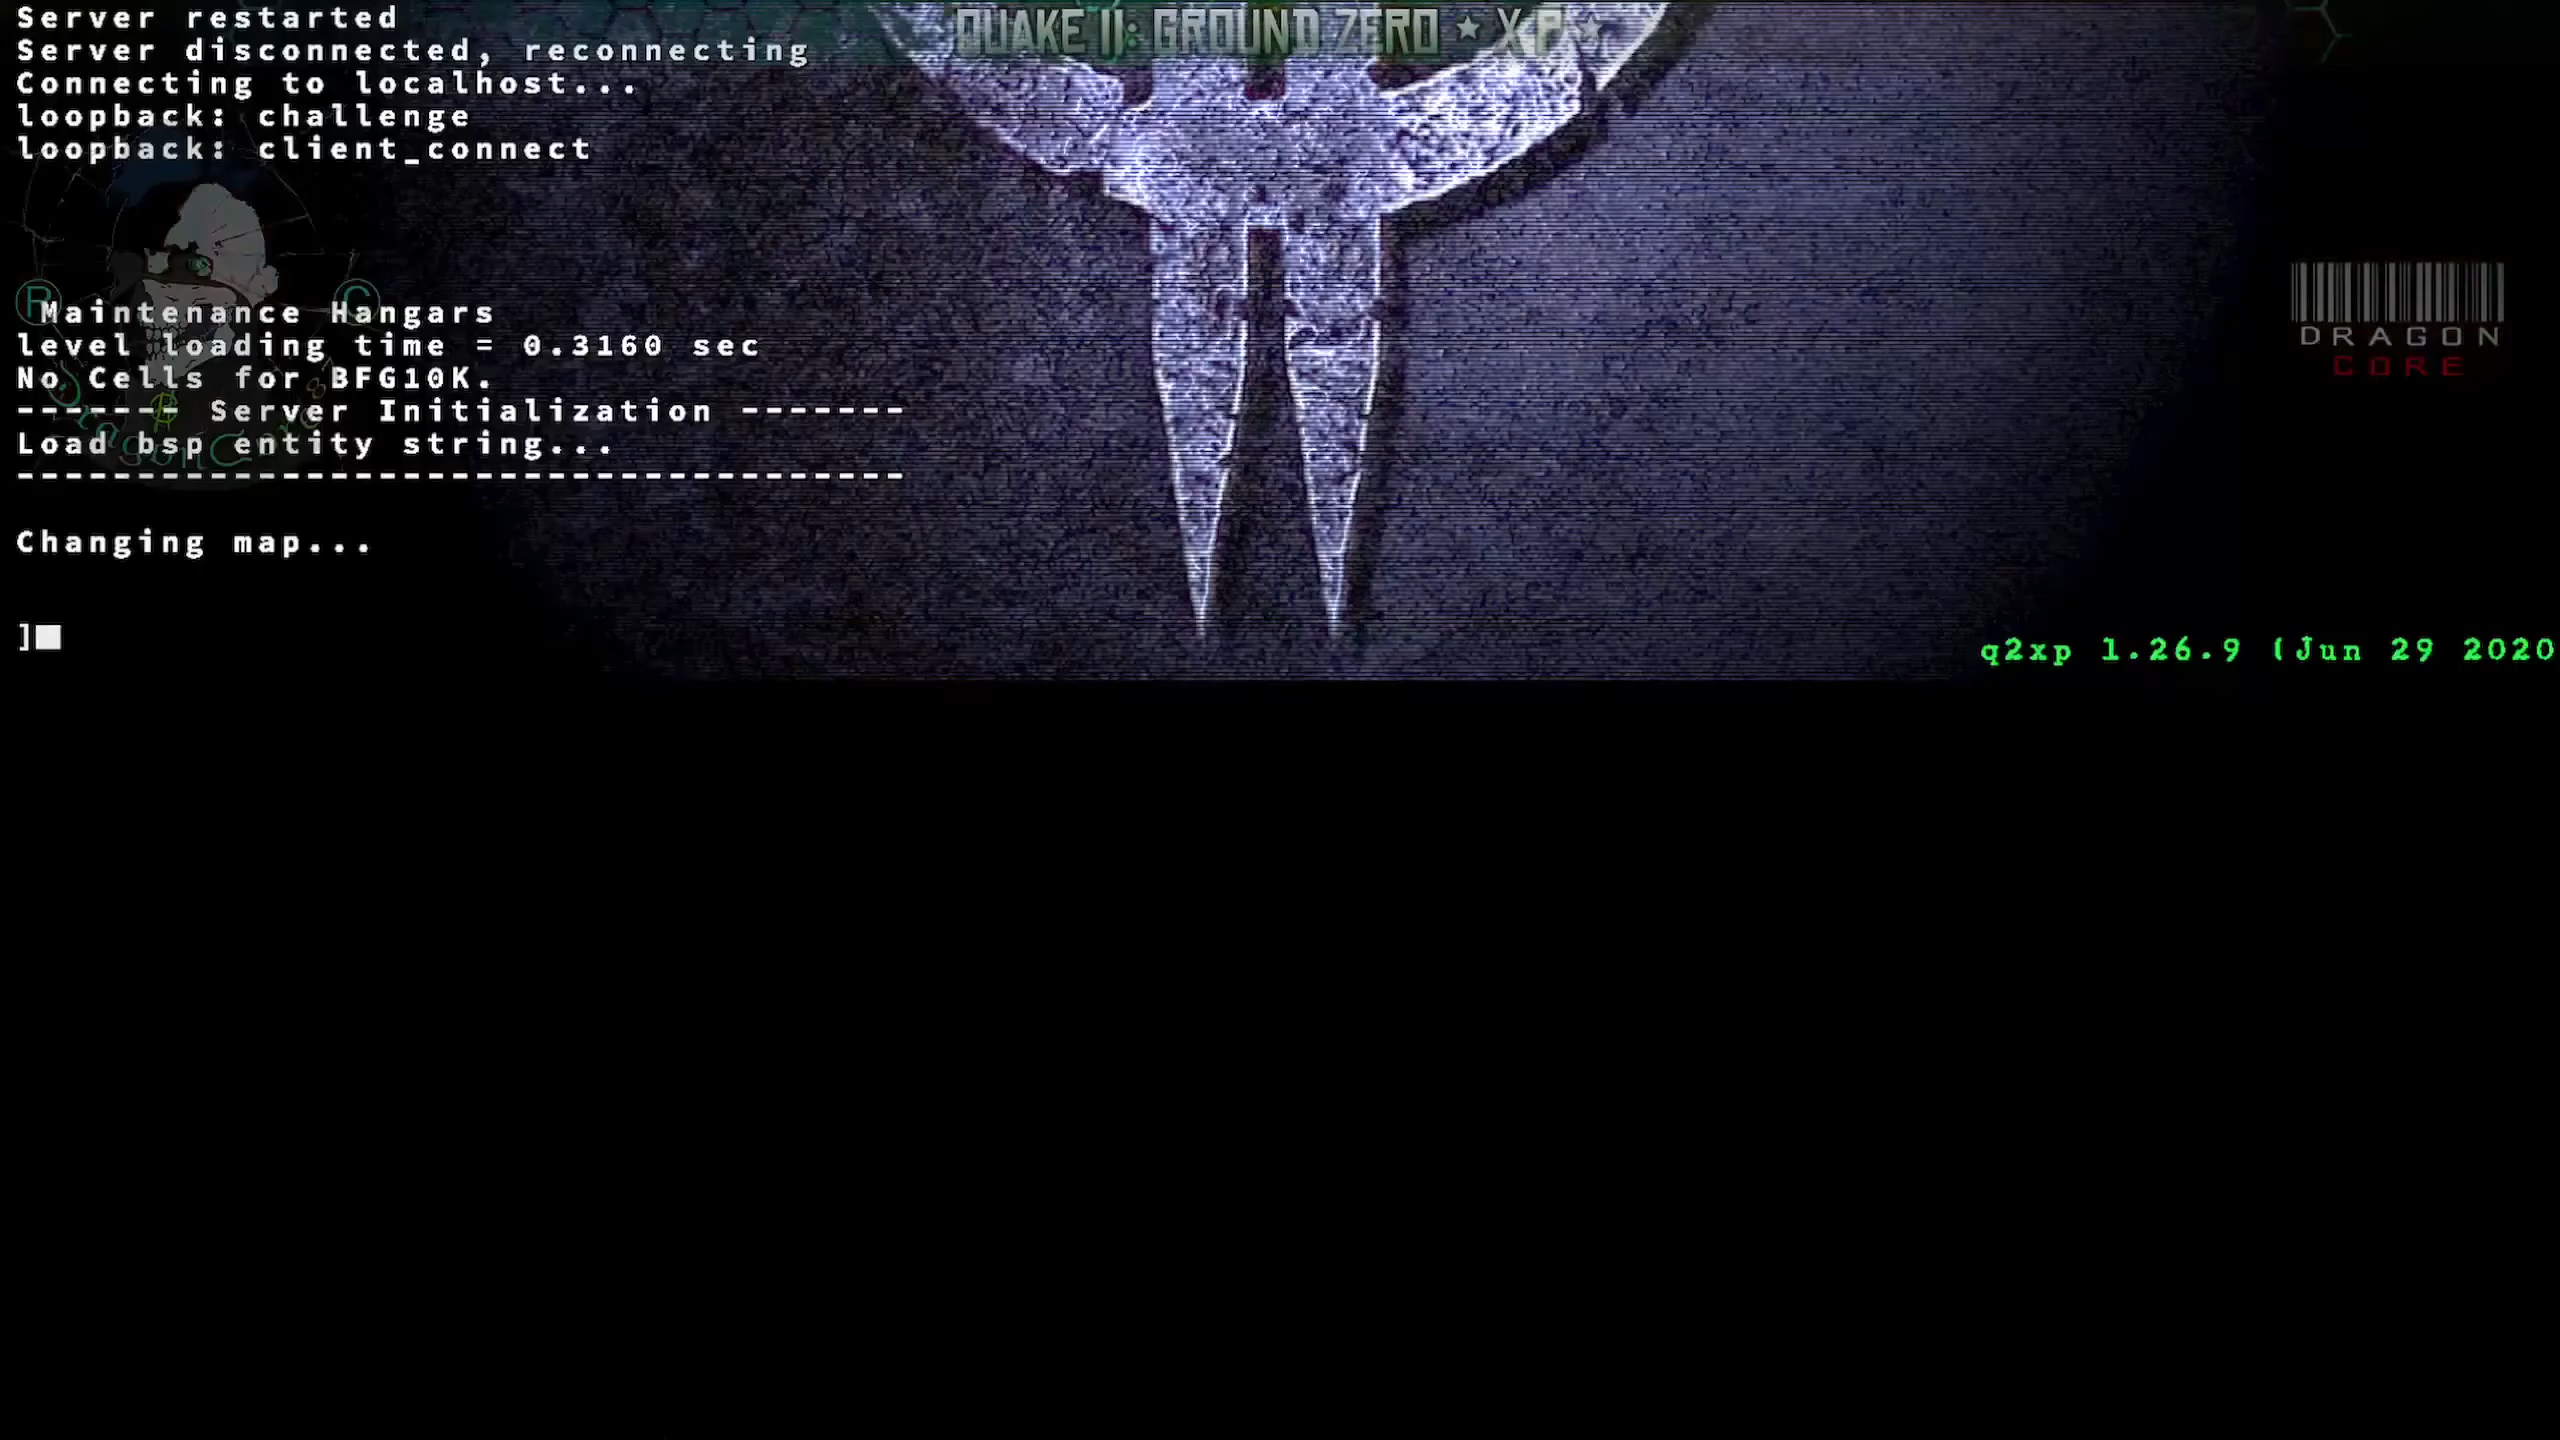 QUAKE II: GROUND ZERO ★ XP ★
Server restarted
Server disconnected, reconnecting
Connecting to localhost...
loopback: challenge
loopback: client_connect
R C
Maintenance Hangars
level loading time = 0.3160 sec
No Cells for BFG10K.
------- Server Initialization -------
Load bsp entity string...
-------------------------------------
Changing map...
]
DRAGON
CORE
q2xp 1.26.9 (Jun 29 2020